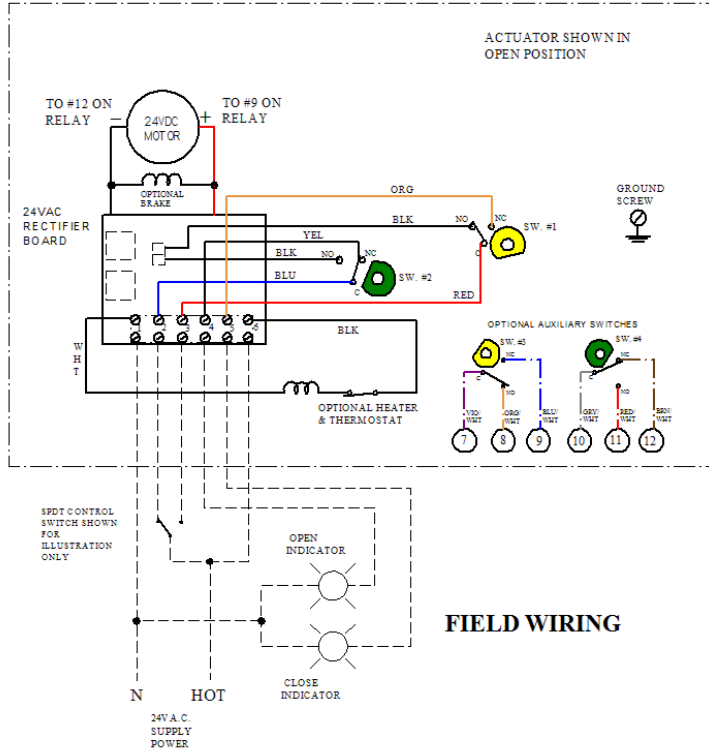 ACTUATOR SHOWN IN
OPEN POSITION
TO #12 ON
RELAY
−
24VDC
MOTOR
+
TO #9 ON
RELAY
OPTIONAL
BRAKE
24VAC
RECTIFIER
BOARD
ORG
BLK
NO
NC
C
SW. #1
YEL
BLK
NO
NC
C
SW. #2
BLU
RED
GROUND
SCREW
1
2
3
4
5
6
WHT
BLK
OPTIONAL HEATER
& THERMOSTAT
OPTIONAL AUXILIARY SWITCHES
SW. #3
NC
C
NO
SW. #4
NC
C
NO
VIO/
WHT
ORG/
WHT
BLU/
WHT
GRY/
WHT
RED/
WHT
BRN/
WHT
7
8
9
10
11
12
SPDT CONTROL
SWITCH SHOWN
FOR
ILLUSTRATION
ONLY
OPEN
INDICATOR
CLOSE
INDICATOR
FIELD WIRING
N
HOT
24V A.C.
SUPPLY
POWER